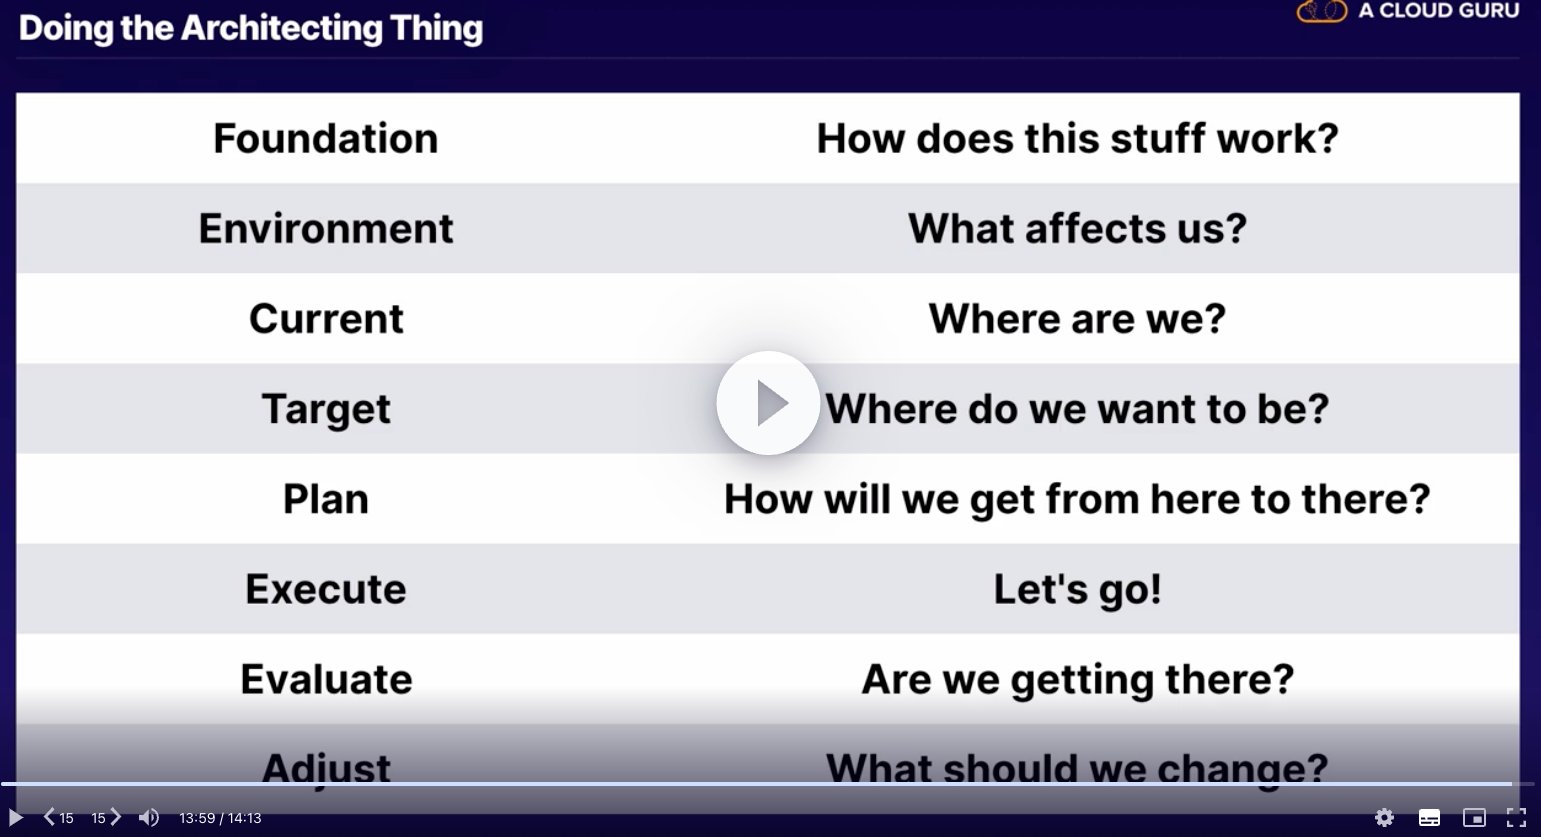 Doing the Architecting Thing
A CLOUD GURU
Foundation How does this stuff work?
Environment What affects us?
Current Where are we?
Target Where do we want to be?
Plan How will we get from here to there?
Execute Let's go!
Evaluate Are we getting there?
Adjust What should we change?
15 15 13:59 / 14:13